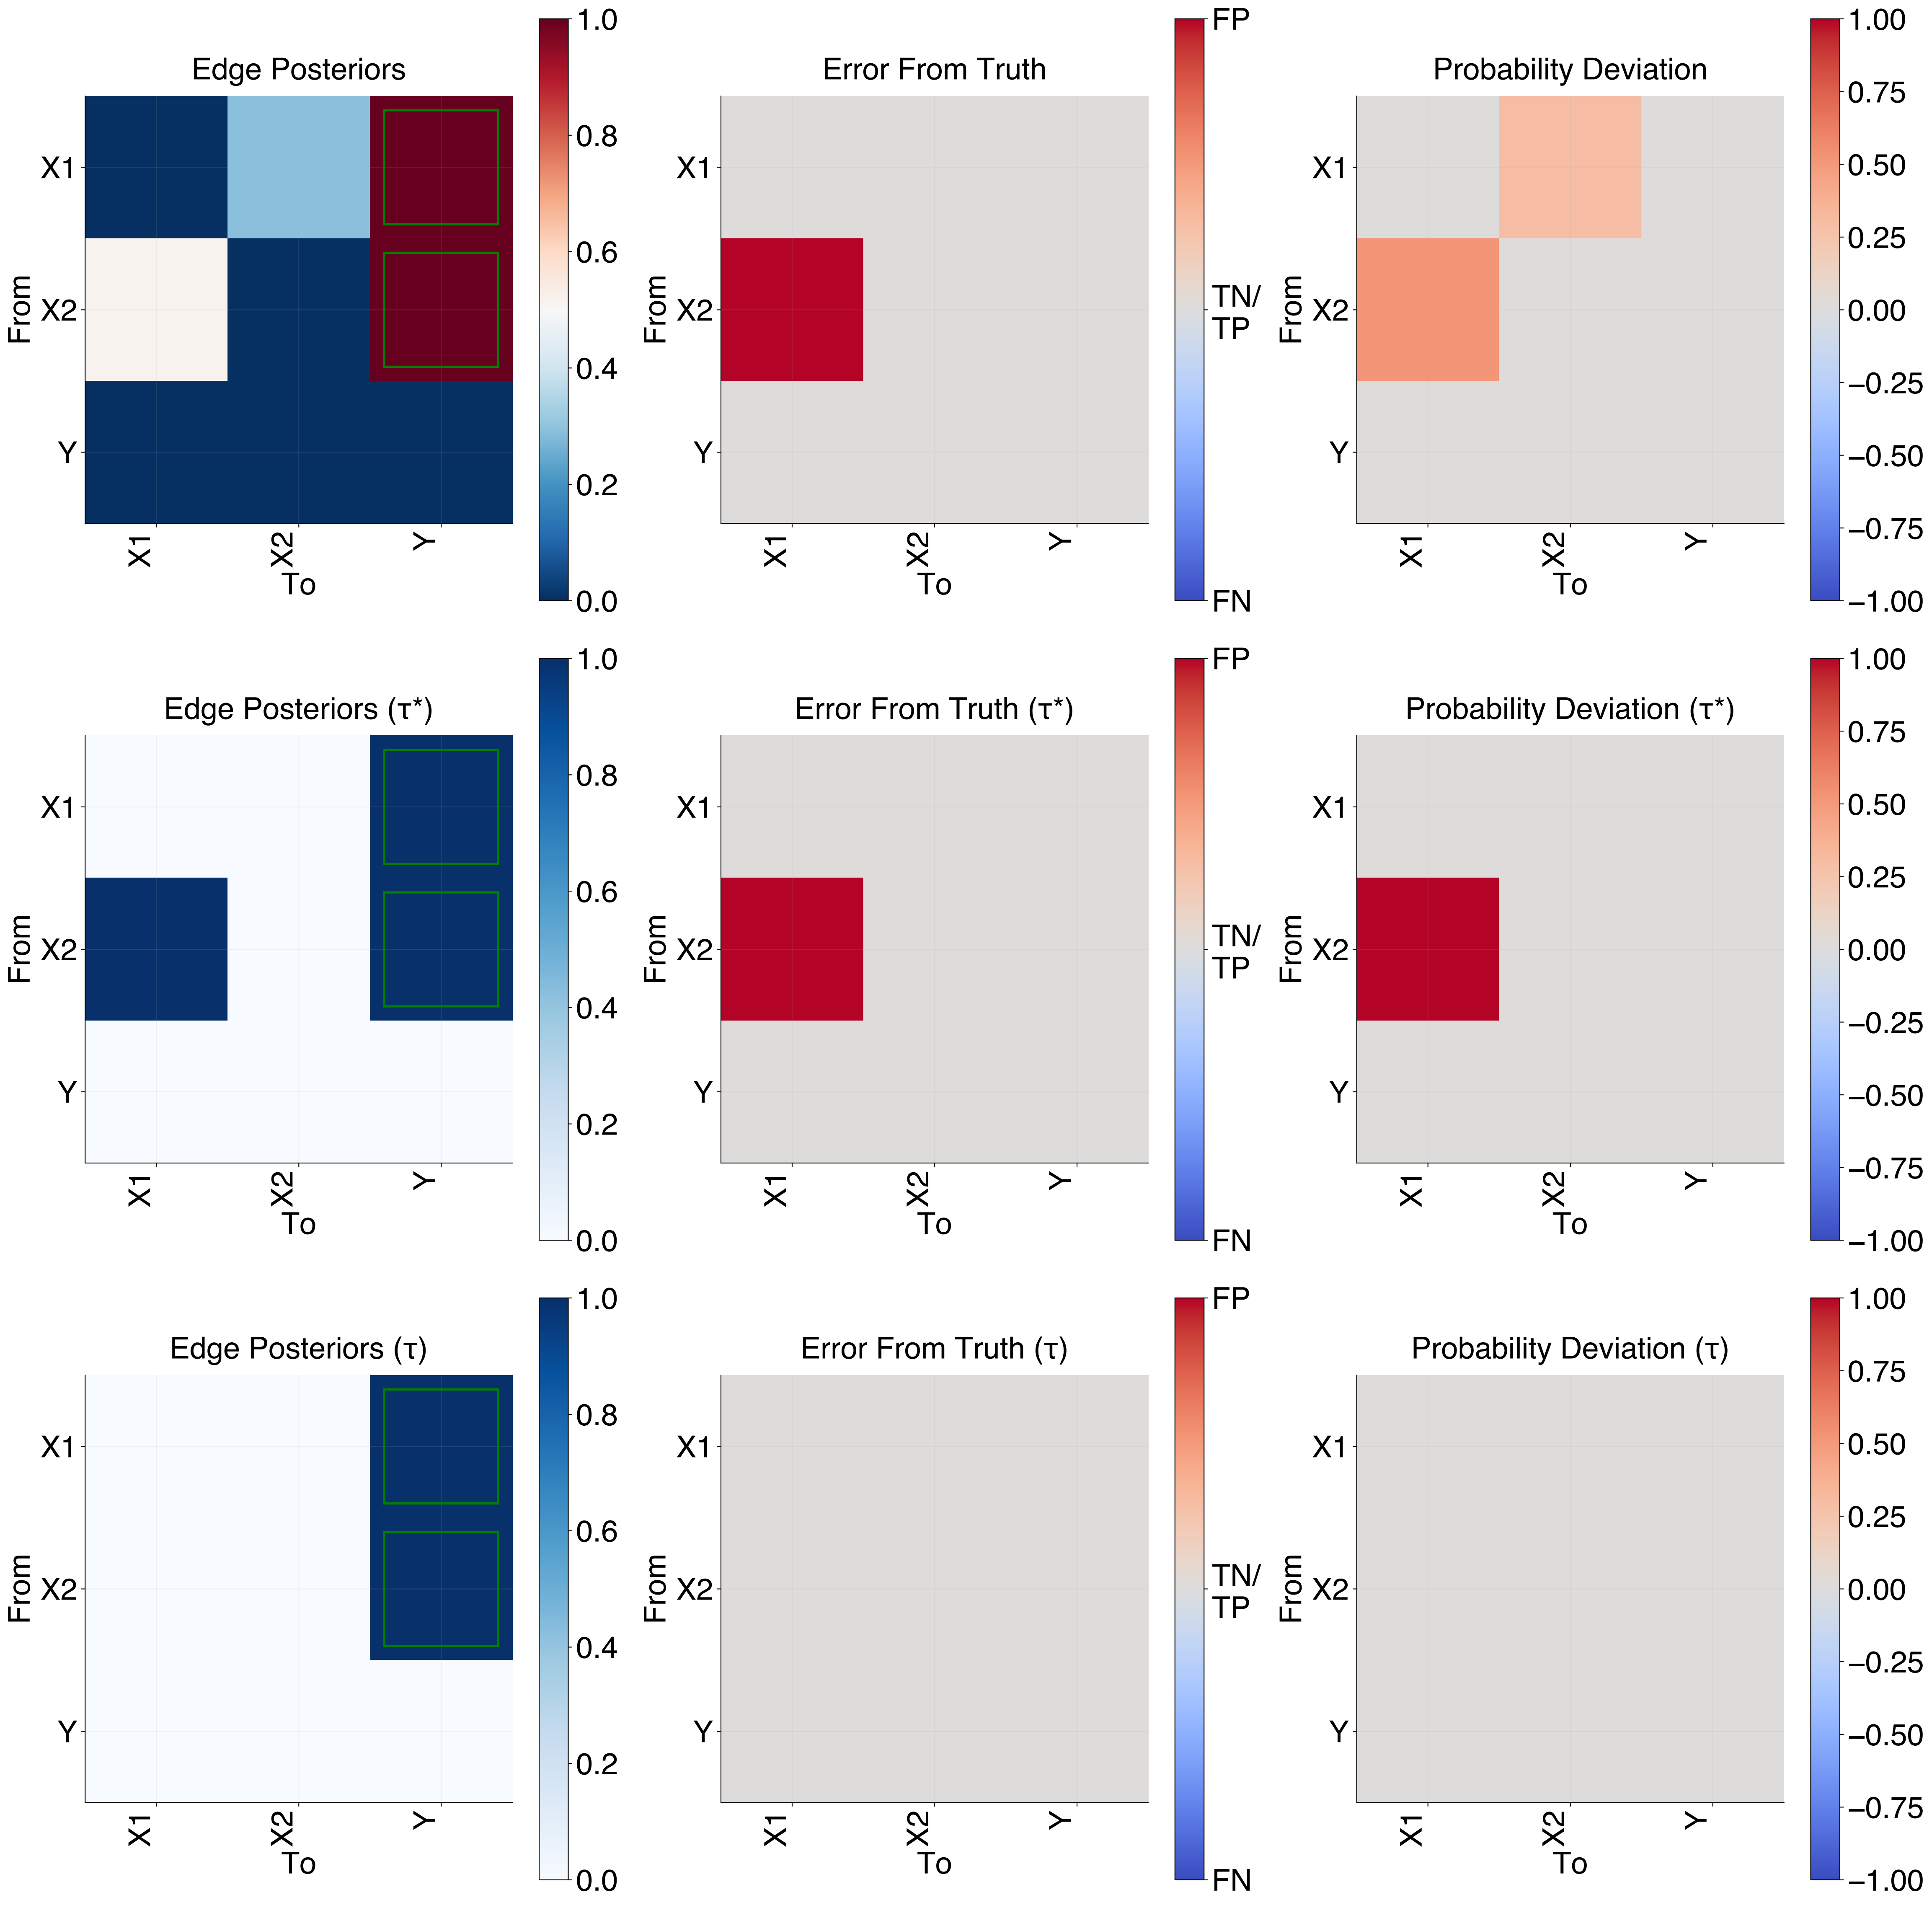 Edge Posteriors
From
X1
X2
Y
X1
X2
Y
To
1.0
0.8
0.6
0.4
0.2
0.0
Error From Truth
From
X1
X2
Y
X1
X2
Y
To
FP
TN/
TP
FN
Probability Deviation
From
X1
X2
Y
X1
X2
Y
To
1.00
0.75
0.50
0.25
0.00
−0.25
−0.50
−0.75
−1.00
Edge Posteriors (τ*)
From
X1
X2
Y
X1
X2
Y
To
1.0
0.8
0.6
0.4
0.2
0.0
Error From Truth (τ*)
From
X1
X2
Y
X1
X2
Y
To
FP
TN/
TP
FN
Probability Deviation (τ*)
From
X1
X2
Y
X1
X2
Y
To
1.00
0.75
0.50
0.25
0.00
−0.25
−0.50
−0.75
−1.00
Edge Posteriors (τ)
From
X1
X2
Y
X1
X2
Y
To
1.0
0.8
0.6
0.4
0.2
0.0
Error From Truth (τ)
From
X1
X2
Y
X1
X2
Y
To
FP
TN/
TP
FN
Probability Deviation (τ)
From
X1
X2
Y
X1
X2
Y
To
1.00
0.75
0.50
0.25
0.00
−0.25
−0.50
−0.75
−1.00